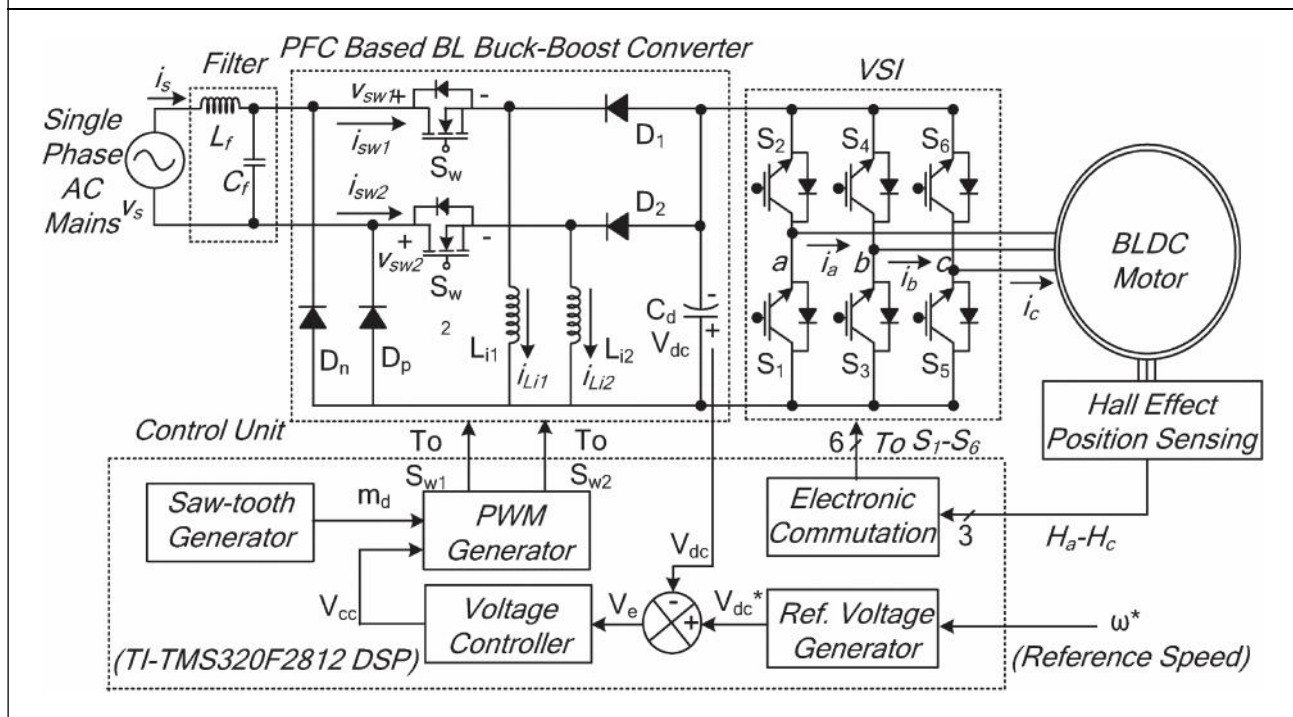 PFC Based BL Buck-Boost Converter
Filter
VSI
i_s
v_sw1
+
-
Single
Phase
AC
Mains
L_f
C_f
v_s
i_sw1
S_w
D_1
i_sw2
D_2
+
-
v_sw2
S_w
2
S_2
S_4
S_6
a
i_a
b
i_b
c
i_c
BLDC
Motor
D_n
D_p
L_i1
i_Li1
L_i2
i_Li2
C_d
-
+
V_dc
S_1
S_3
S_5
Hall Effect
Position Sensing
Control Unit
To
S_w1
To
S_w2
6
To S_1-S_6
Saw-tooth
Generator
m_d
PWM
Generator
Electronic
Commutation
3
H_a-H_c
V_dc
V_cc
Voltage
Controller
V_e
-
+
V_dc*
Ref. Voltage
Generator
ω*
(TI-TMS320F2812 DSP)
(Reference Speed)